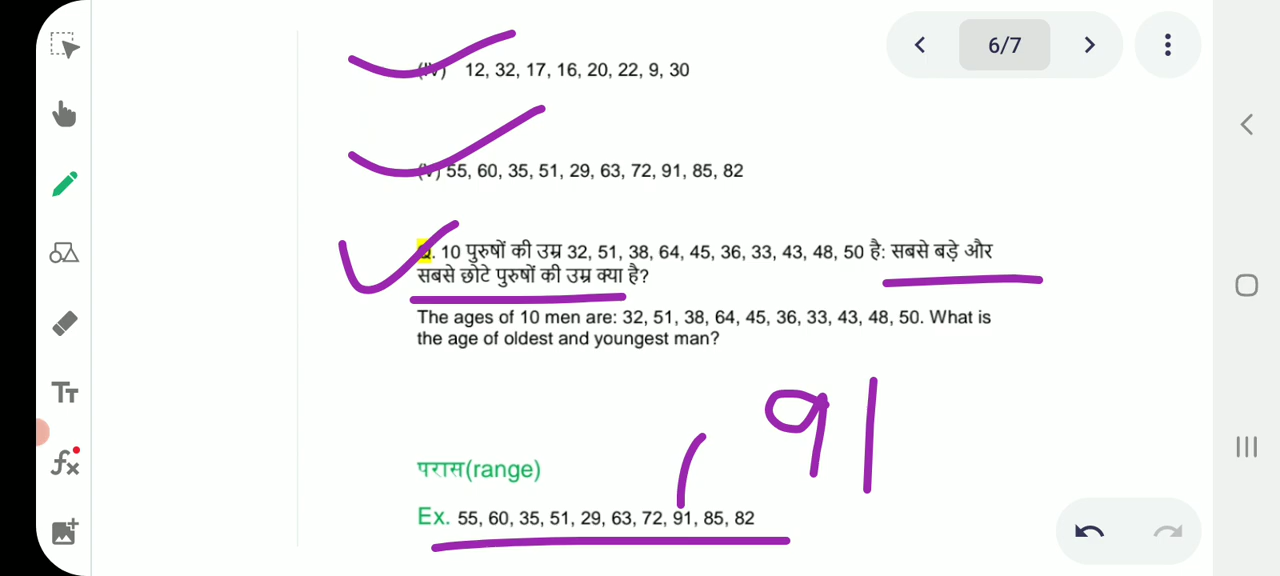 6/7
(iv) 12, 32, 17, 16, 20, 22, 9, 30
(v) 55, 60, 35, 51, 29, 63, 72, 91, 85, 82
Q. 10 पुरुषों की उम्र 32, 51, 38, 64, 45, 36, 33, 43, 48, 50 है: सबसे बड़े और
सबसे छोटे पुरुषों की उम्र क्या है?
The ages of 10 men are: 32, 51, 38, 64, 45, 36, 33, 43, 48, 50. What is
the age of oldest and youngest man?
91
परास(range)
Ex. 55, 60, 35, 51, 29, 63, 72, 91, 85, 82
TT
fx